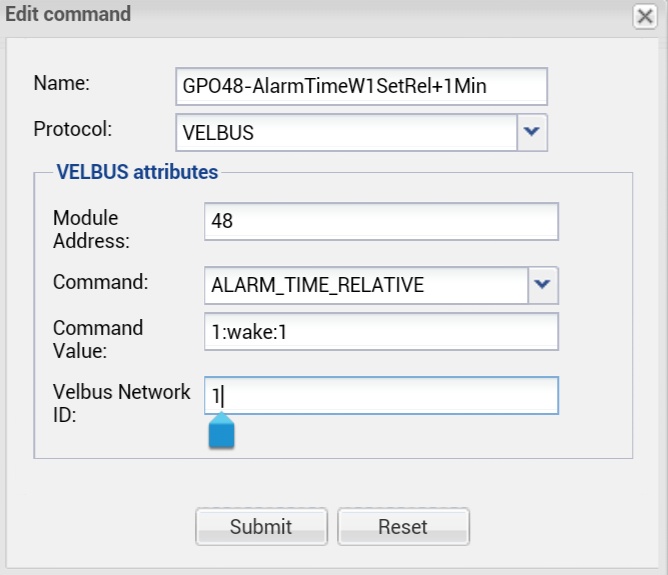 Edit command
Name: GPO48-AlarmTimeW1SetRel+1Min
Protocol: VELBUS
VELBUS attributes
Module
Address: 48
Command: ALARM_TIME_RELATIVE
Command
Value: 1:wake:1
Velbus Network
ID: 1
Submit Reset